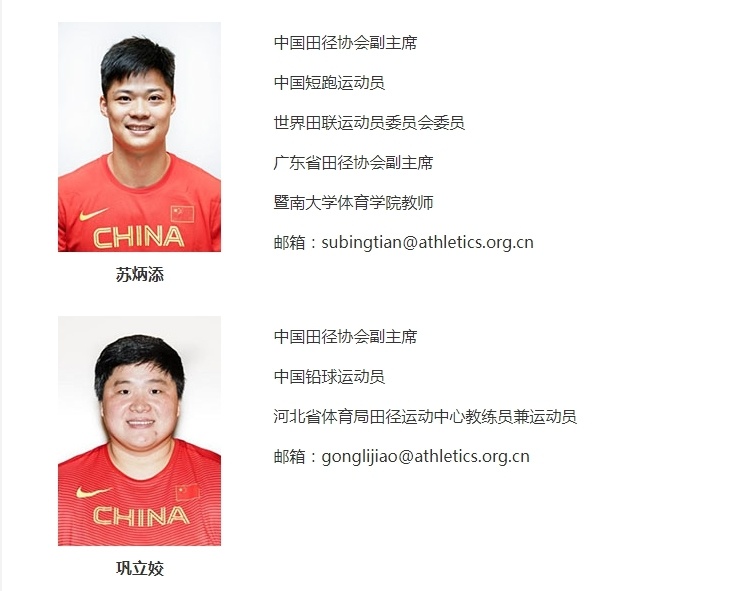 中国田径协会副主席
中国短跑运动员
世界田联运动员委员会委员
广东省田径协会副主席
暨南大学体育学院教师
邮箱：subingtian@athletics.org.cn
CHINA
苏炳添
中国田径协会副主席
中国铅球运动员
河北省体育局田径运动中心教练员兼运动员
邮箱：gonglijiao@athletics.org.cn
CHINA
巩立姣